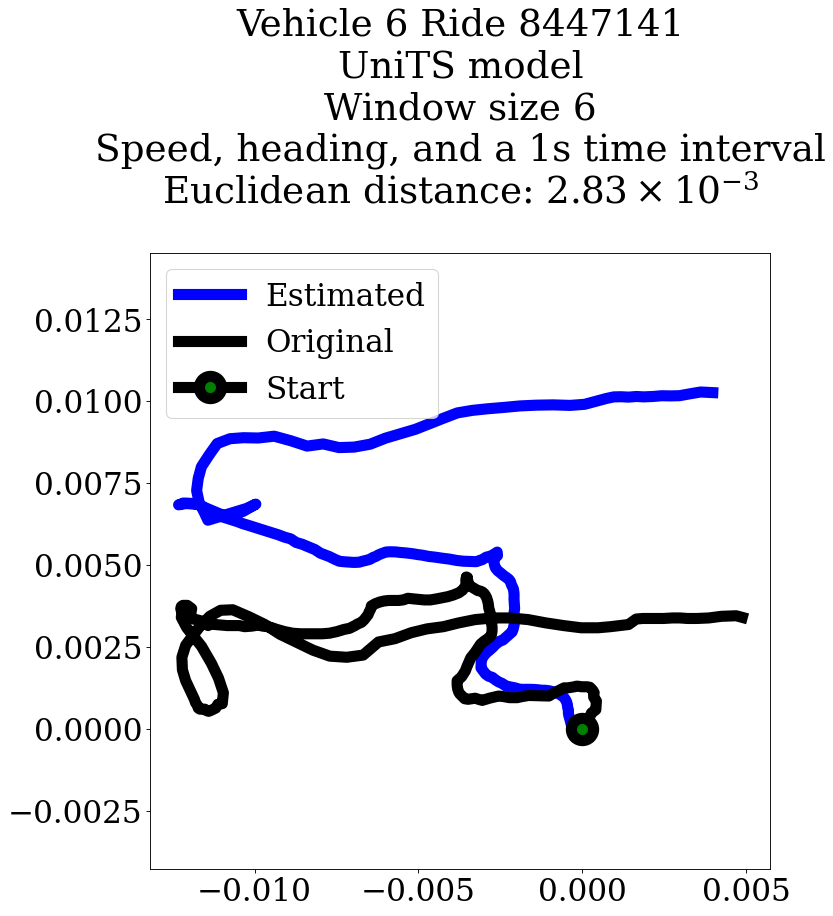 Vehicle 6 Ride 8447141
UniTS model
Window size 6
Speed, heading, and a 1s time interval
Euclidean distance: 2.83 × 10⁻³
Estimated
Original
Start
0.0125
0.0100
0.0075
0.0050
0.0025
0.0000
−0.0025
−0.010 −0.005 0.000 0.005